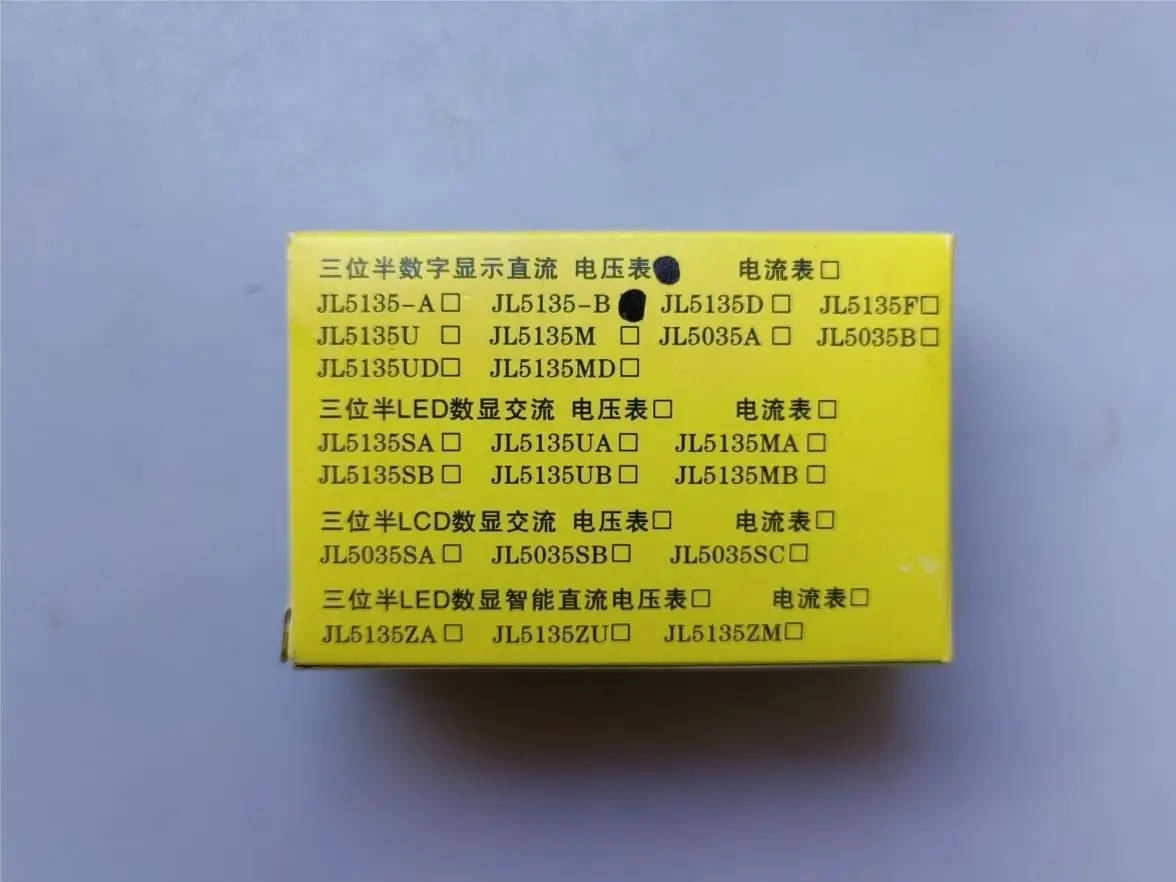 三位半数字显示直流 电压表● 电流表□
JL5135-A□ JL5135-B● JL5135D□ JL5135F□
JL5135U □ JL5135M □ JL5035A □ JL5035B□
JL5135UD□ JL5135MD□
三位半LED数显交流 电压表□ 电流表□
JL5135SA□ JL5135UA□ JL5135MA□
JL5135SB□ JL5135UB□ JL5135MB□
三位半LCD数显交流 电压表□ 电流表□
JL5035SA□ JL5035SB□ JL5035SC□
三位半LED数显智能直流电压表□ 电流表□
JL5135ZA□ JL5135ZU□ JL5135ZM□